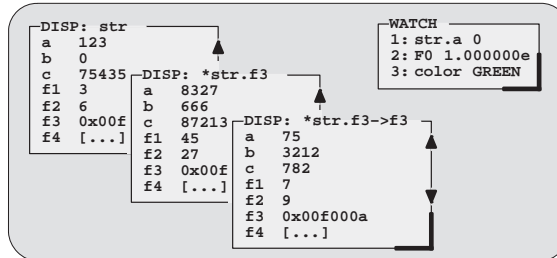 DISP: str
a 123
b 0
c 75435
f1 3
f2 6
f3 0x00f
f4 [...]
DISP: *str.f3
a 8327
b 666
c 87213
f1 45
f2 27
f3 0x00f
f4 [...]
DISP: *str.f3->f3
a 75
b 3212
c 782
f1 7
f2 9
f3 0x00f000a
f4 [...]
WATCH
1: str.a 0
2: F0 1.000000e
3: color GREEN